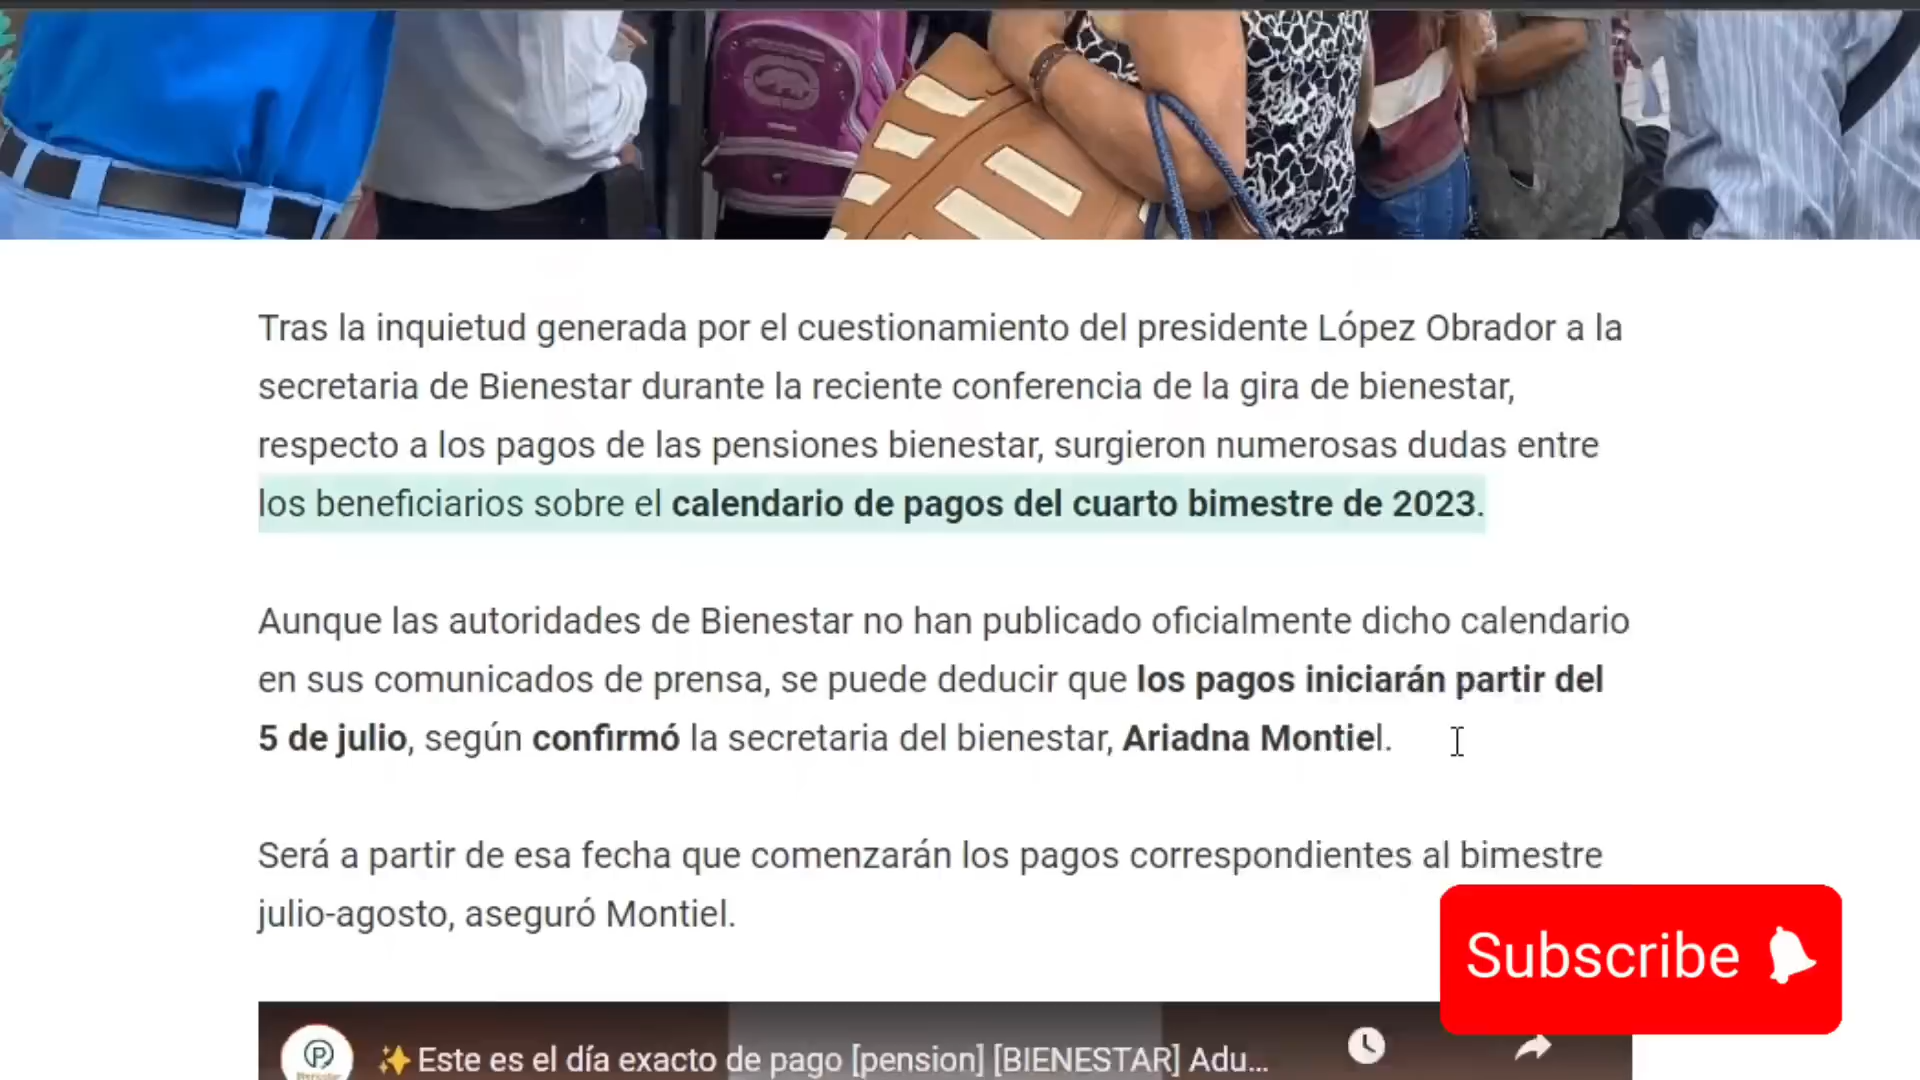 Tras la inquietud generada por el cuestionamiento del presidente López Obrador a la
secretaria de Bienestar durante la reciente conferencia de la gira de bienestar,
respecto a los pagos de las pensiones bienestar, surgieron numerosas dudas entre
los beneficiarios sobre el calendario de pagos del cuarto bimestre de 2023.
Aunque las autoridades de Bienestar no han publicado oficialmente dicho calendario
en sus comunicados de prensa, se puede deducir que los pagos iniciarán partir del
5 de julio, según confirmó la secretaria del bienestar, Ariadna Montiel.
Será a partir de esa fecha que comenzarán los pagos correspondientes al bimestre
julio-agosto, aseguró Montiel.
Subscribe
✨Este es el día exacto de pago [pension] [BIENESTAR] Adu...